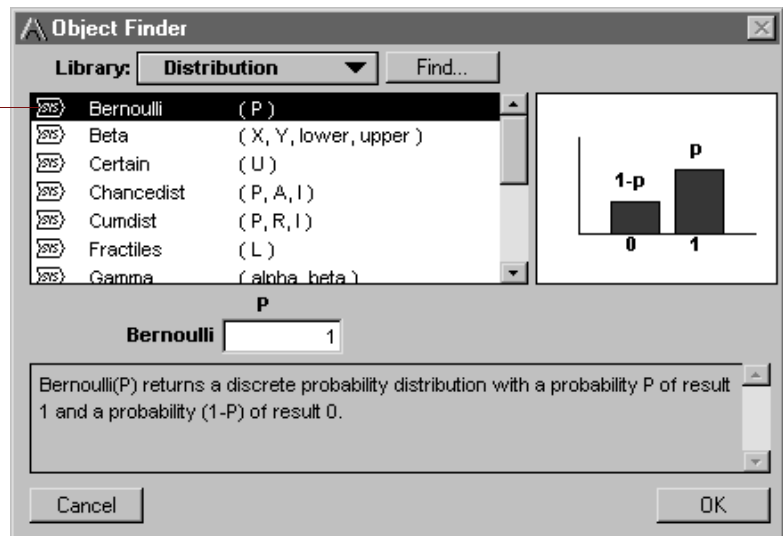 Object Finder
Library: Distribution Find...
Bernoulli ( P )
Beta ( X, Y, lower, upper )
Certain ( U )
Chancedist ( P, A, I )
Cumdist ( P, R, I )
Fractiles ( L )
Gamma ( alpha, beta )
p
1-p
0 1
P
Bernoulli 1
Bernoulli(P) returns a discrete probability distribution with a probability P of result
1 and a probability (1-P) of result 0.
Cancel OK